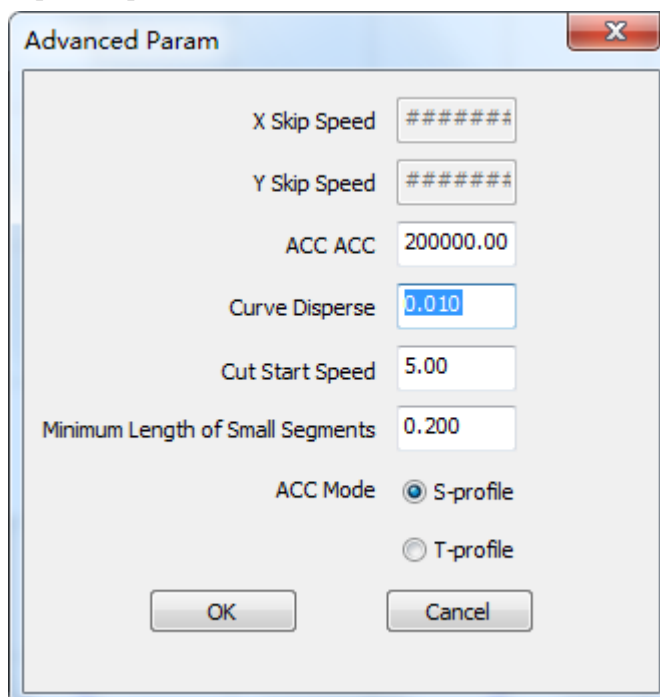 Advanced Param
X Skip Speed #######
Y Skip Speed #######
ACC ACC 200000.00
Curve Disperse 0.010
Cut Start Speed 5.00
Minimum Length of Small Segments 0.200
ACC Mode S-profile
T-profile
OK Cancel